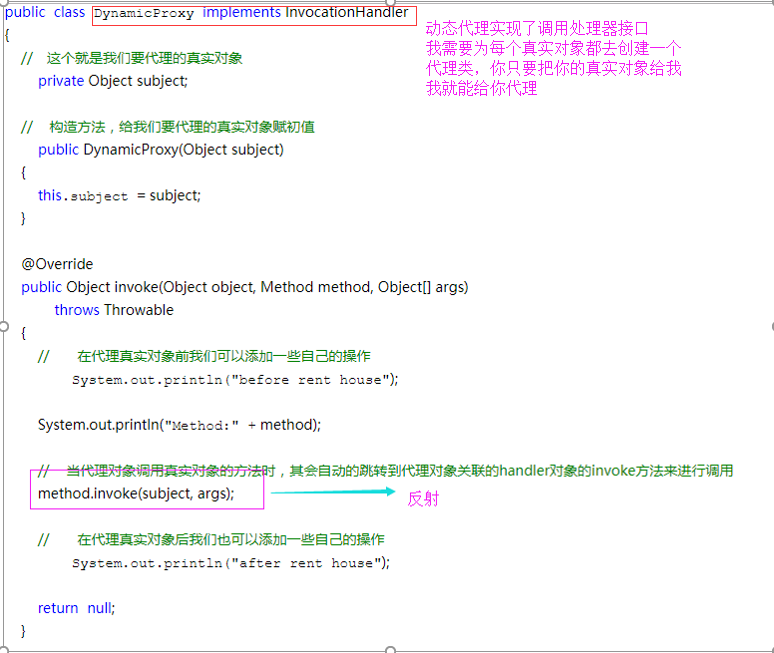 public class DynamicProxy implements InvocationHandler
动态代理实现了调用处理器接口
我需要为每个真实对象都去创建一个
代理类，你只要把你的真实对象给我
我就能给你代理
{
// 这个就是我们要代理的真实对象
private Object subject;
// 构造方法，给我们要代理的真实对象赋初值
public DynamicProxy(Object subject)
{
this.subject = subject;
}
@Override
public Object invoke(Object object, Method method, Object[] args)
throws Throwable
{
// 在代理真实对象前我们可以添加一些自己的操作
System.out.println("before rent house");
System.out.println("Method:" + method);
// 当代理对象调用真实对象的方法时，其会自动的跳转到代理对象关联的handler对象的invoke方法来进行调用
method.invoke(subject, args);
反射
// 在代理真实对象后我们也可以添加一些自己的操作
System.out.println("after rent house");
return null;
}